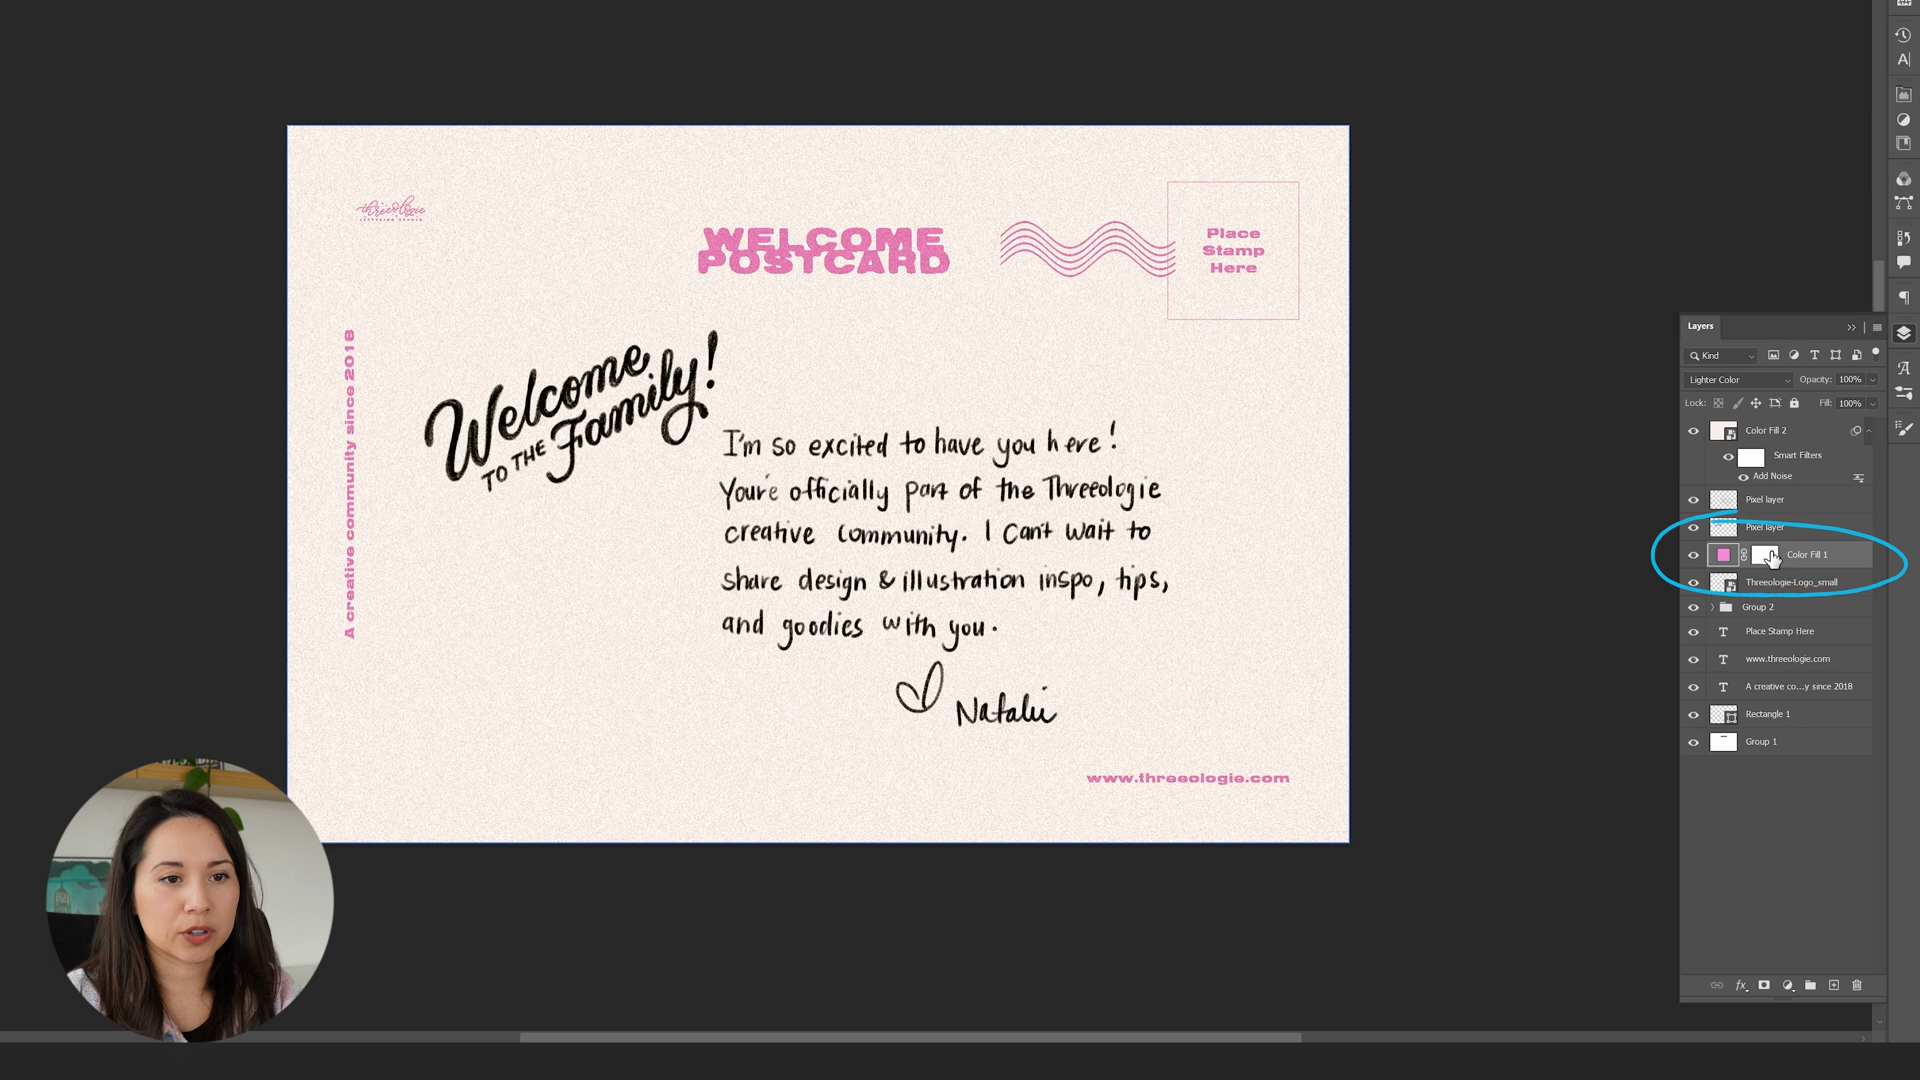 threeologie
LETTERING STUDIO
WELCOME
POSTCARD
Place
Stamp
Here
A creative community since 2018
Welcome
TO THE Family!
I'm so excited to have you here!
You're officially part of the Threeologie
creative community. I Can't wait to
share design & illustration inspo, tips,
and goodies with you.
Natalie
www.threeologie.com
Layers
Kind
Lighter Color
Opacity: 100%
Lock:
Fill: 100%
Color Fill 2
Smart Filters
Add Noise
Pixel layer
Pixel layer
Color Fill 1
Threeologie-Logo_small
Group 2
T Place Stamp Here
T www.threeologie.com
T A creative co...y since 2018
Rectangle 1
Group 1
fx